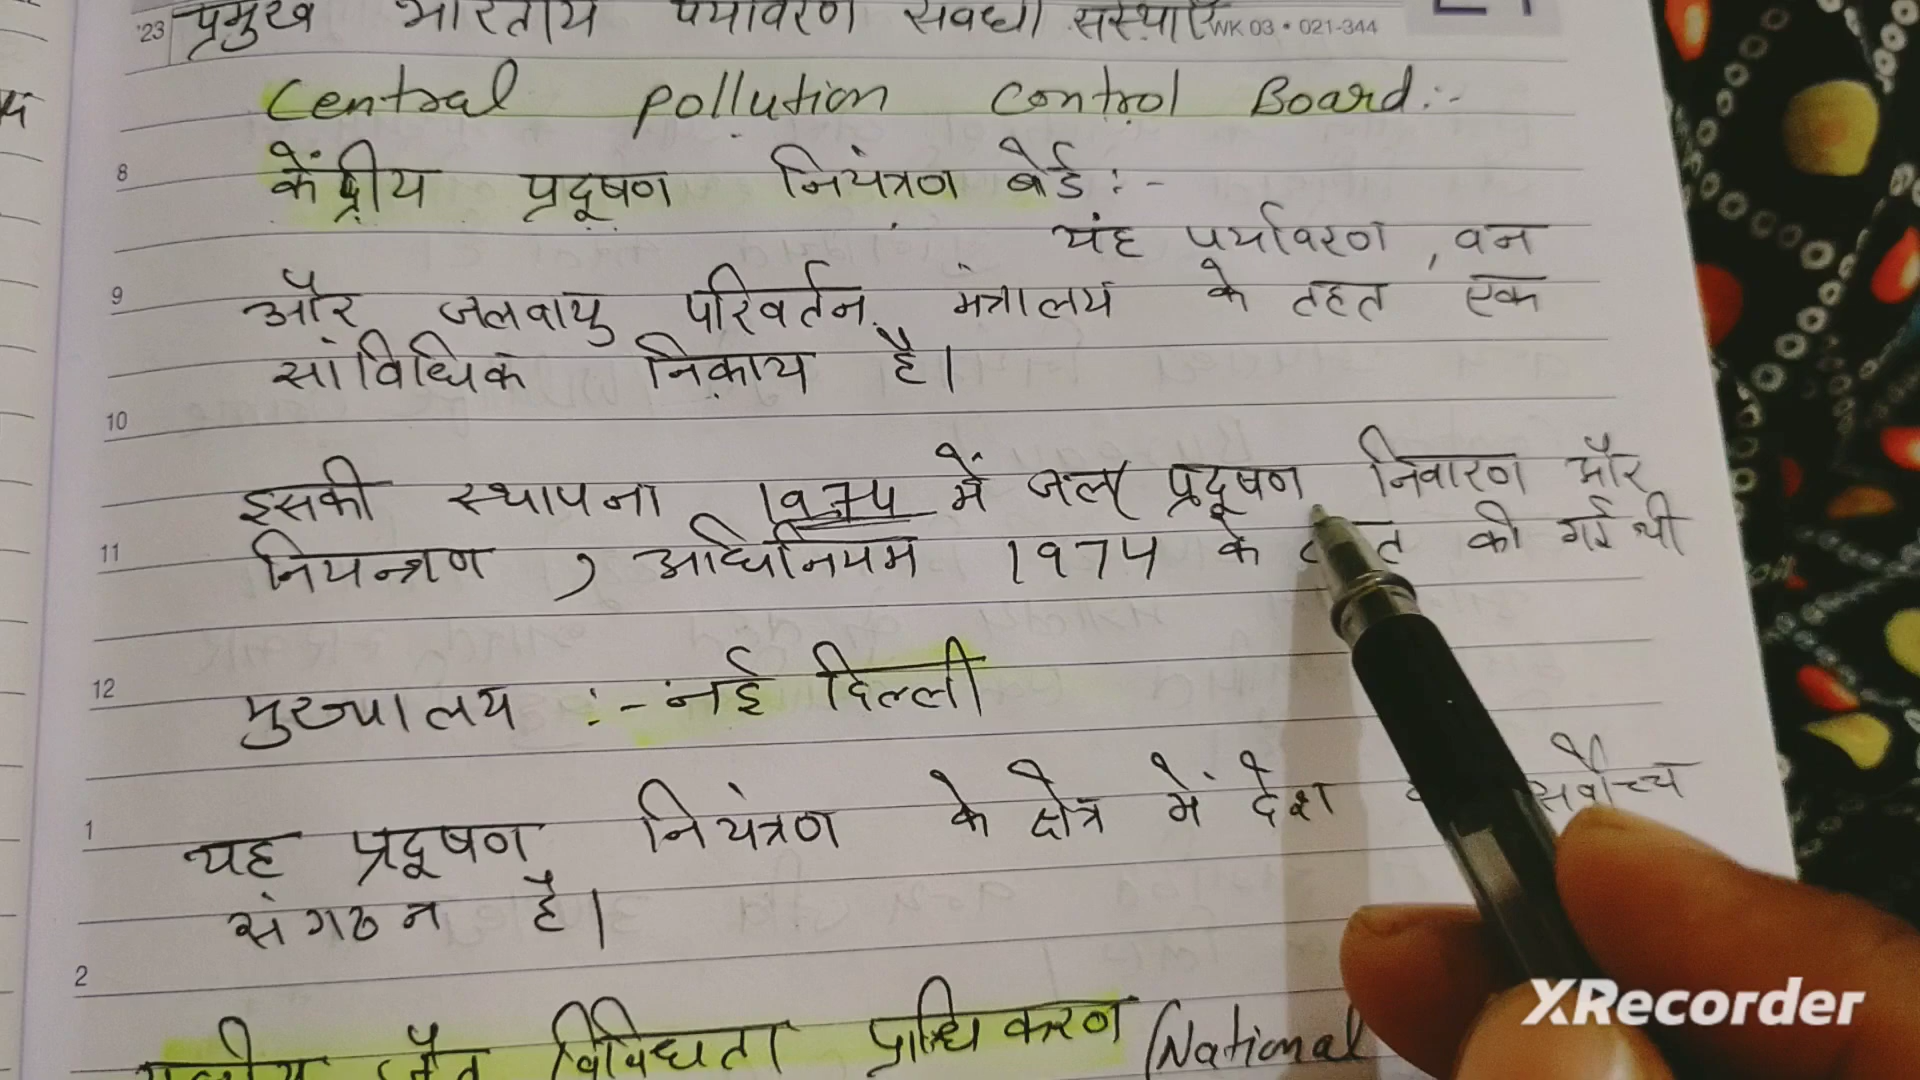 '23 प्रमुख भारतीय पर्यावरण संबंधी संस्थाएँ WK 03 • 021-344
Central pollution control Board :-
8 केंद्रीय प्रदूषण नियंत्रण बोर्ड :-
यह पर्यावरण, वन
9 और जलवायु परिवर्तन मंत्रालय के तहत एक
सांविधिक निकाय है।
10
इसकी स्थापना 1974 में जल प्रदूषण निवारण और
11 नियन्त्रण , अधिनियम 1974 के तहत की गई थी
12 मुख्यालय :- नई दिल्ली
1 यह प्रदूषण नियंत्रण के क्षेत्र में देश सर्वोच्च
संगठन है।
2
जैव विविधता प्राधिकरण (National
XRecorder